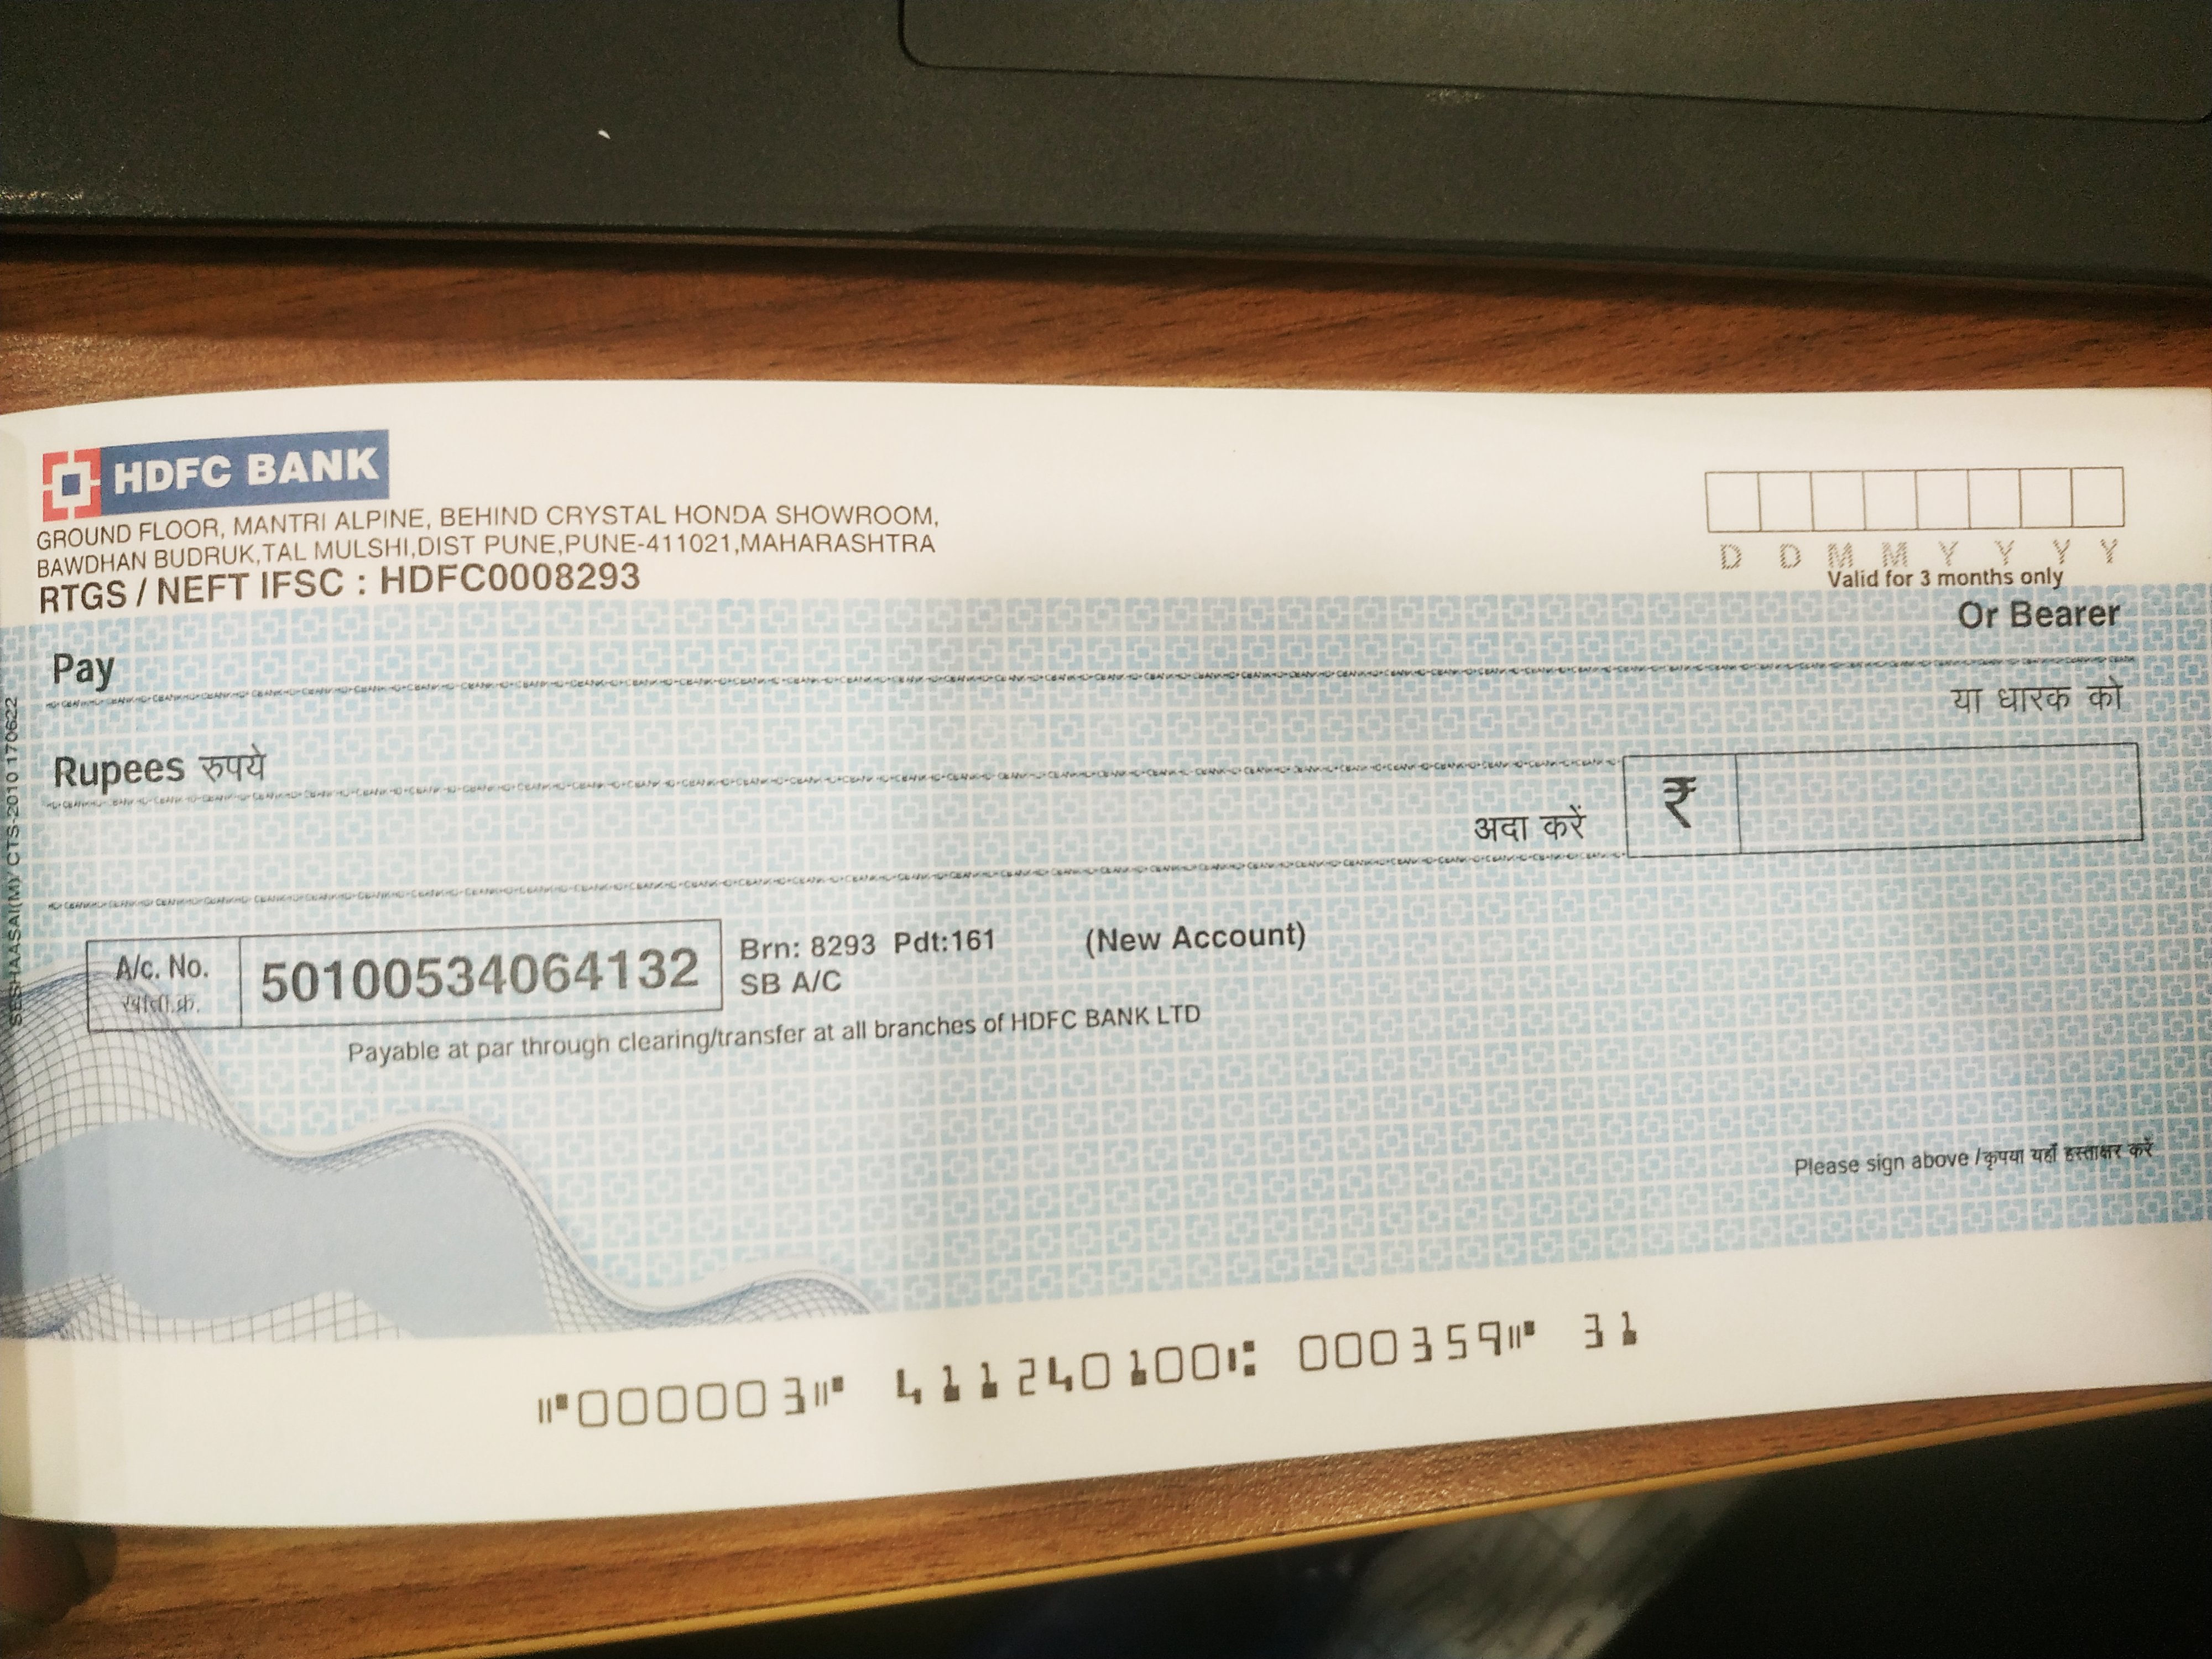 HDFC BANK
GROUND FLOOR, MANTRI ALPINE, BEHIND CRYSTAL HONDA SHOWROOM,
BAWDHAN BUDRUK,TAL MULSHI,DIST PUNE,PUNE-411021,MAHARASHTRA
RTGS / NEFT IFSC : HDFC0008293
D D M M Y Y Y Y
Valid for 3 months only
Or Bearer
Pay
या धारक को
Rupees रुपये
₹
अदा करें
A/c. No.
खाता.क्र.
50100534064132
Brn: 8293 Pdt:161 (New Account)
SB A/C
Payable at par through clearing/transfer at all branches of HDFC BANK LTD
Please sign above /कृपया यहाँ हस्ताक्षर करें
⑈000003⑈ 411240100⑆ 000359⑈ 31
CTS-2010 170622